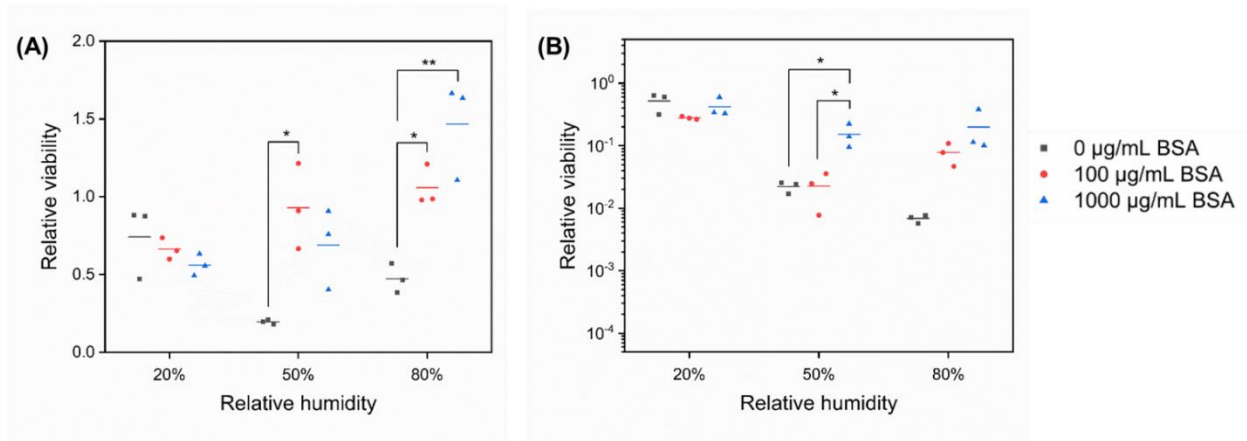 (A)
2.0
1.5
1.0
0.5
0.0
Relative viability
*
*
**
20%
50%
80%
Relative humidity
(B)
10⁰
10⁻¹
10⁻²
10⁻³
10⁻⁴
Relative viability
*
*
20%
50%
80%
Relative humidity
0 µg/mL BSA
100 µg/mL BSA
1000 µg/mL BSA